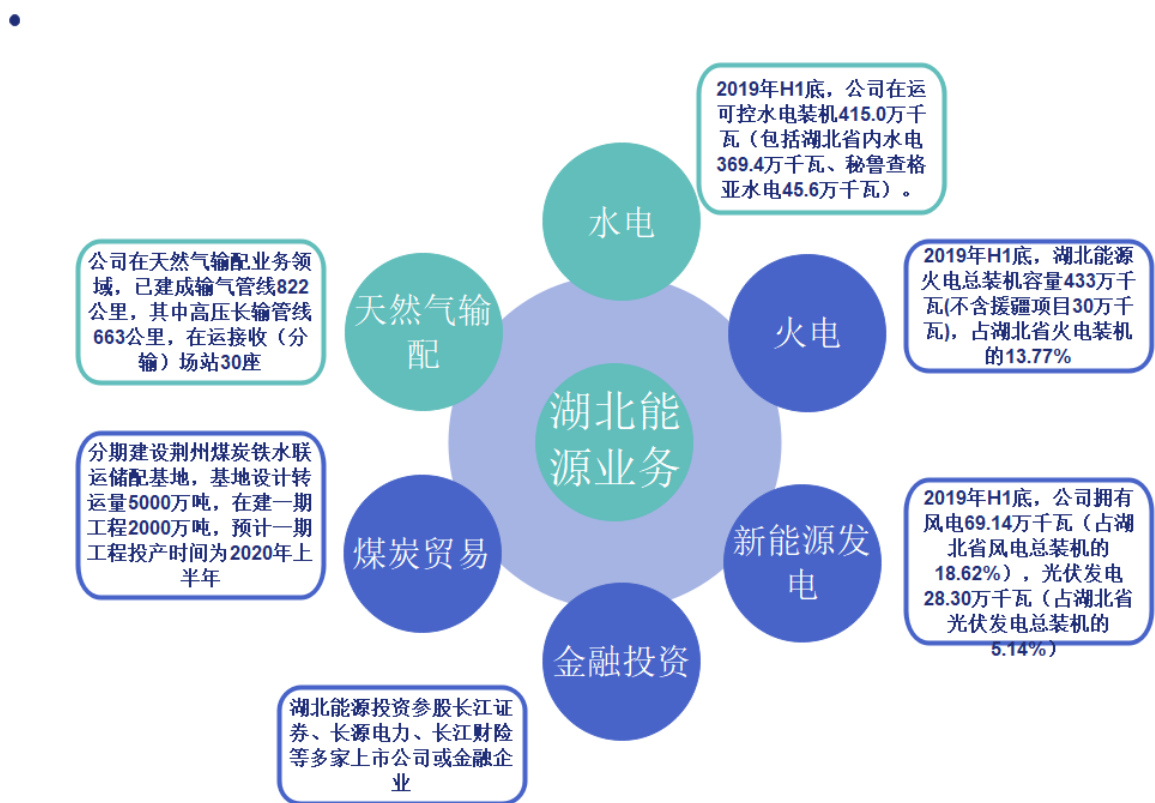 2019年H1底，公司在运
可控水电装机415.0万千
瓦（包括湖北省内水电
369.4万千瓦、秘鲁查格
亚水电45.6万千瓦）。
水电
公司在天然气输配业务领
域，已建成输气管线822
公里，其中高压长输管线
663公里，在运接收（分
输）场站30座
天然气输
配
火电
2019年H1底，湖北能源
火电总装机容量433万千
瓦(不含援疆项目30万千
瓦)，占湖北省火电装机
的13.77%
湖北能
源业务
分期建设荆州煤炭铁水联
运储配基地，基地设计转
运量5000万吨，在建一期
工程2000万吨，预计一期
工程投产时间为2020年上
半年
煤炭贸易
新能源发
电
2019年H1底，公司拥有
风电69.14万千瓦（占湖
北省风电总装机的
18.62%），光伏发电
28.30万千瓦（占湖北省
光伏发电总装机的
5.14%）
金融投资
湖北能源投资参股长江证
券、长源电力、长江财险
等多家上市公司或金融企
业